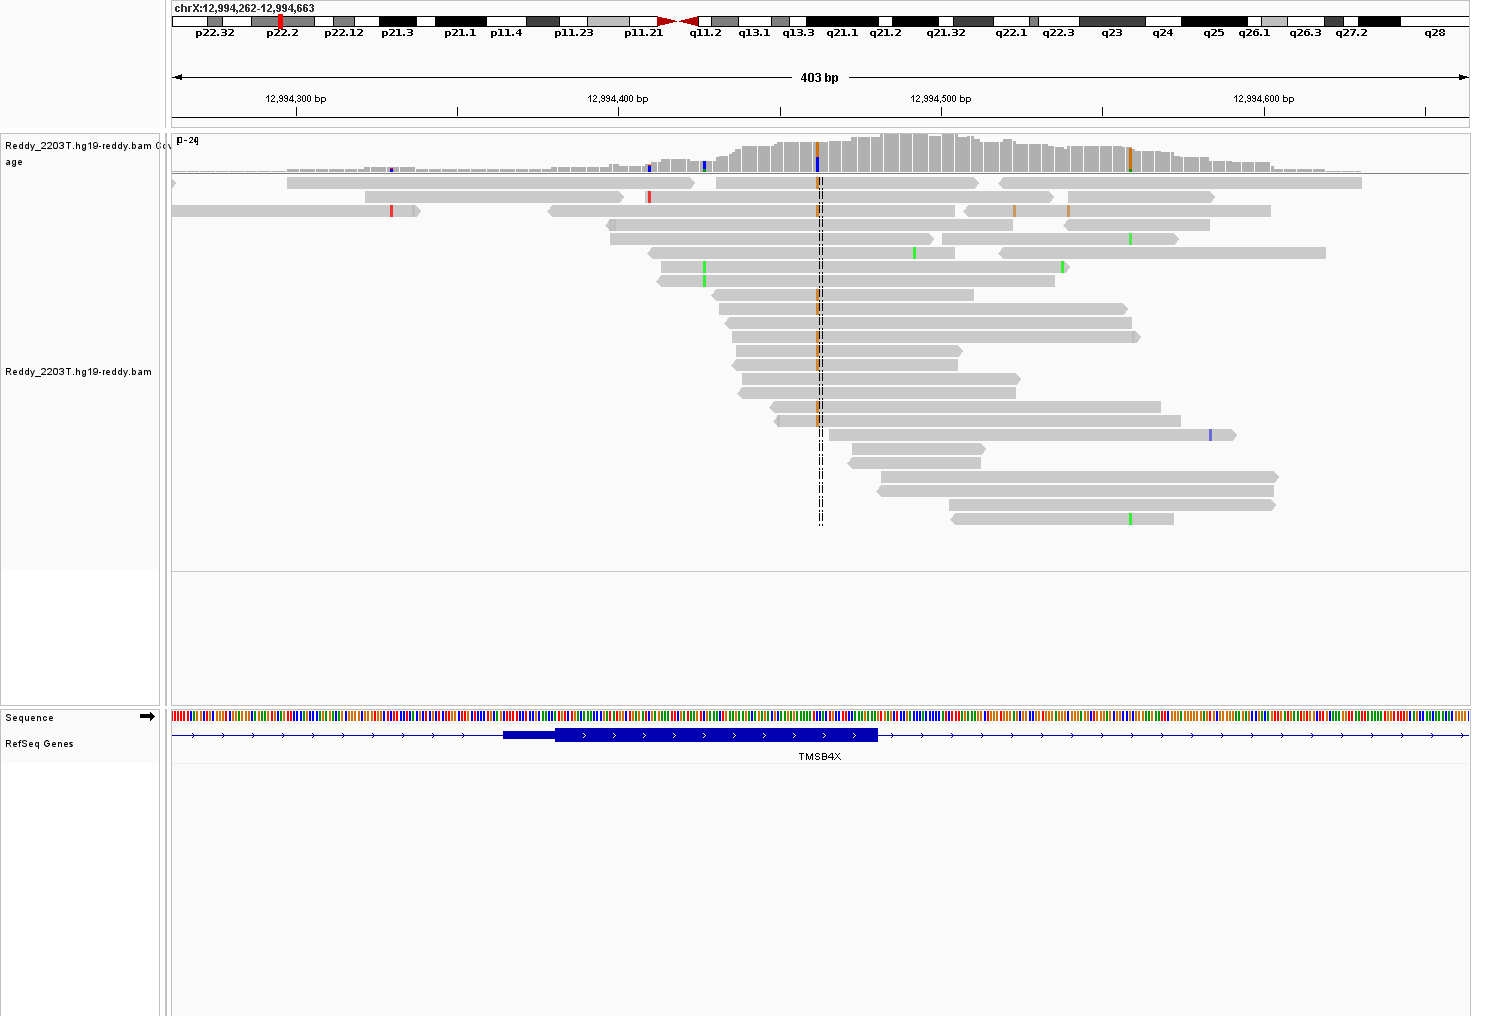 chrX:12,994,262-12,994,663
p22.32 p22.2 p22.12 p21.3 p21.1 p11.4 p11.23 p11.21 q11.2 q13.1 q13.3 q21.1 q21.2 q21.32 q22.1 q22.3 q23 q24 q25 q26.1 q26.3 q27.2 q28
403 bp
12,994,300 bp 12,994,400 bp 12,994,500 bp 12,994,600 bp
Reddy_2203T.hg19-reddy.bam Cov
age
Reddy_2203T.hg19-reddy.bam
Sequence
RefSeq Genes
TMSB4X